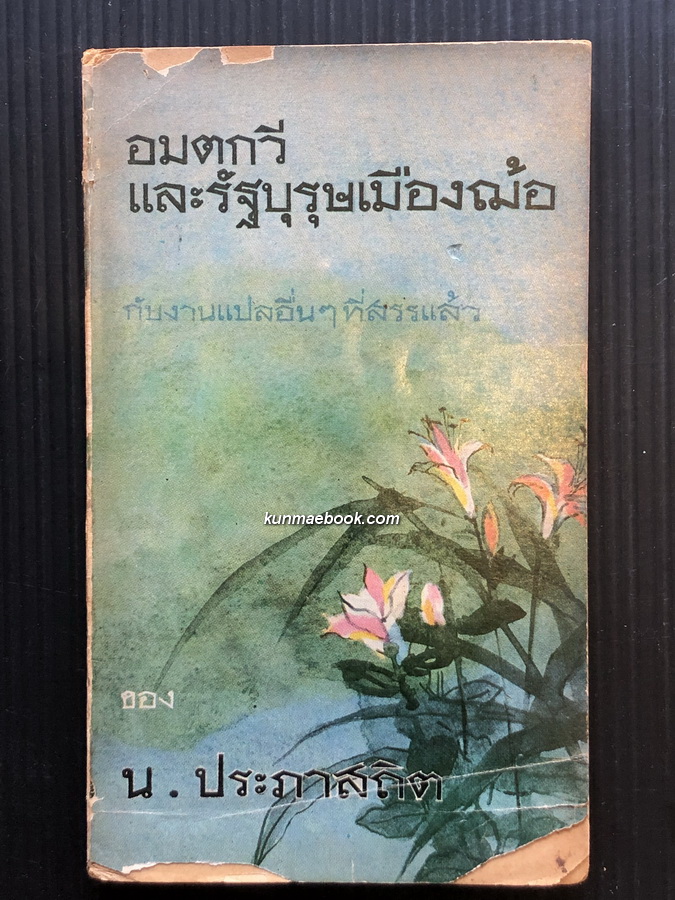 อมตกวี
และรัฐบุรุษเมืองฌ้อ
กับงานแปลอื่นๆ ที่สรรแล้ว
kunmaebook.com
ของ
น. ประภาสถิต